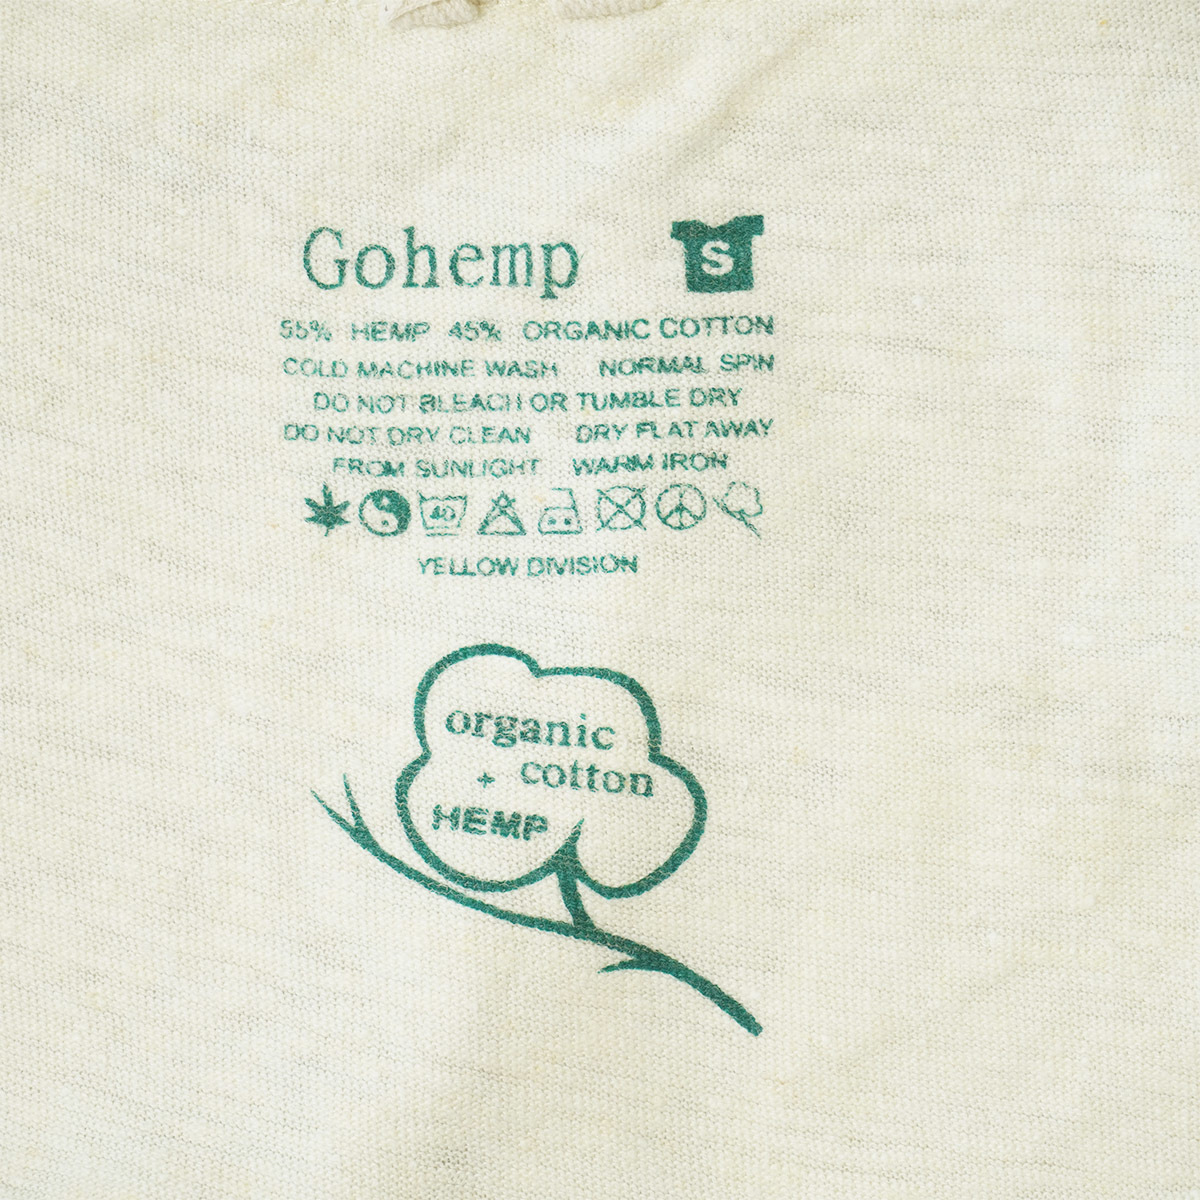 Gohemp S
55% HEMP 45% ORGANIC COTTON
COLD MACHINE WASH NORMAL SPIN
DO NOT BLEACH OR TUMBLE DRY
DO NOT DRY CLEAN DRY FLAT AWAY
FROM SUNLIGHT WARM IRON
40
YELLOW DIVISION
organic
+ cotton
HEMP